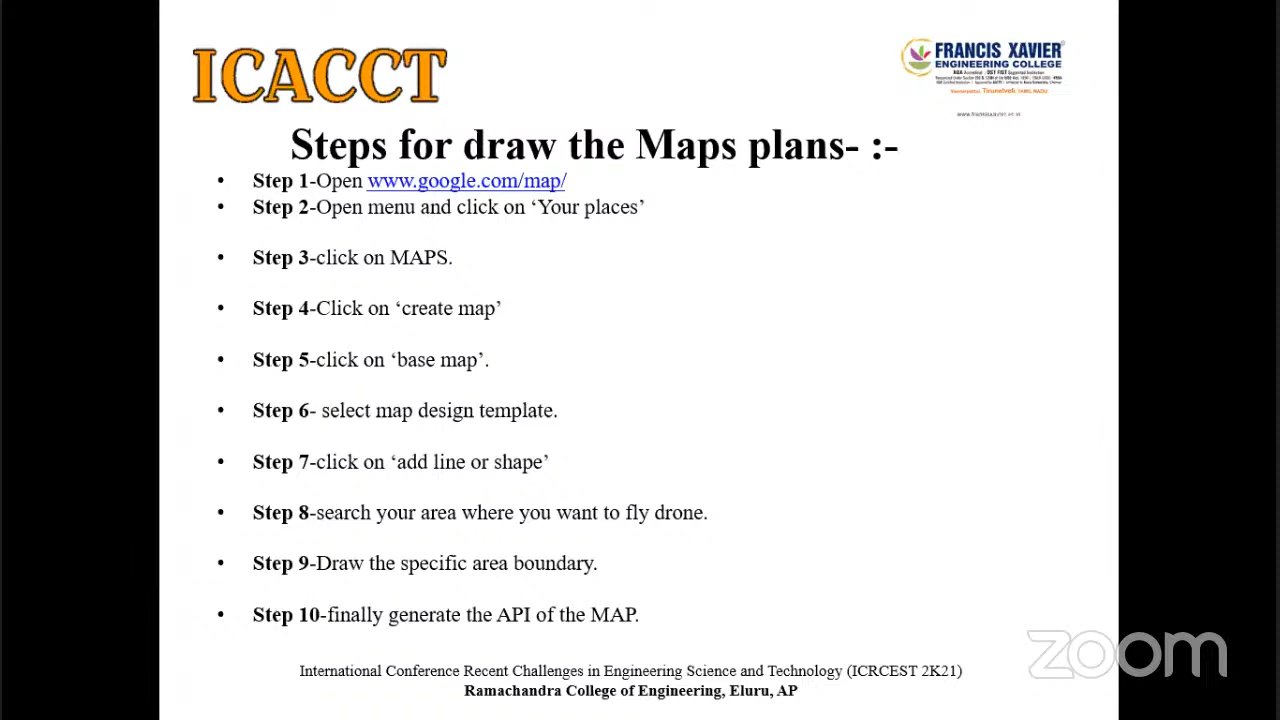 ICACCT
FRANCIS XAVIER
ENGINEERING COLLEGE
Steps for draw the Maps plans- :-
• Step 1-Open www.google.com/map/
• Step 2-Open menu and click on ‘Your places’
• Step 3-click on MAPS.
• Step 4-Click on ‘create map’
• Step 5-click on ‘base map’.
• Step 6- select map design template.
• Step 7-click on ‘add line or shape’
• Step 8-search your area where you want to fly drone.
• Step 9-Draw the specific area boundary.
• Step 10-finally generate the API of the MAP.
International Conference Recent Challenges in Engineering Science and Technology (ICRCEST 2K21)
Ramachandra College of Engineering, Eluru, AP
zoom